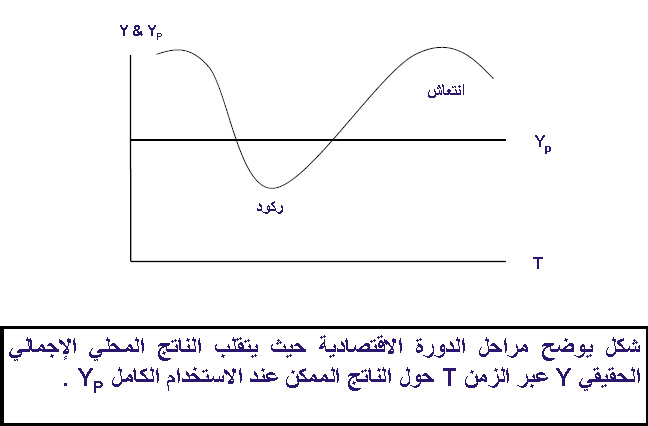 Y & YP
انتعاش
YP
ركود
T
شكل يوضح مراحل الدورة الاقتصادية حيث يتقلب الناتج المحلي الإجمالي
الحقيقي Y عبر الزمن T حول الناتج الممكن عند الاستخدام الكامل YP .